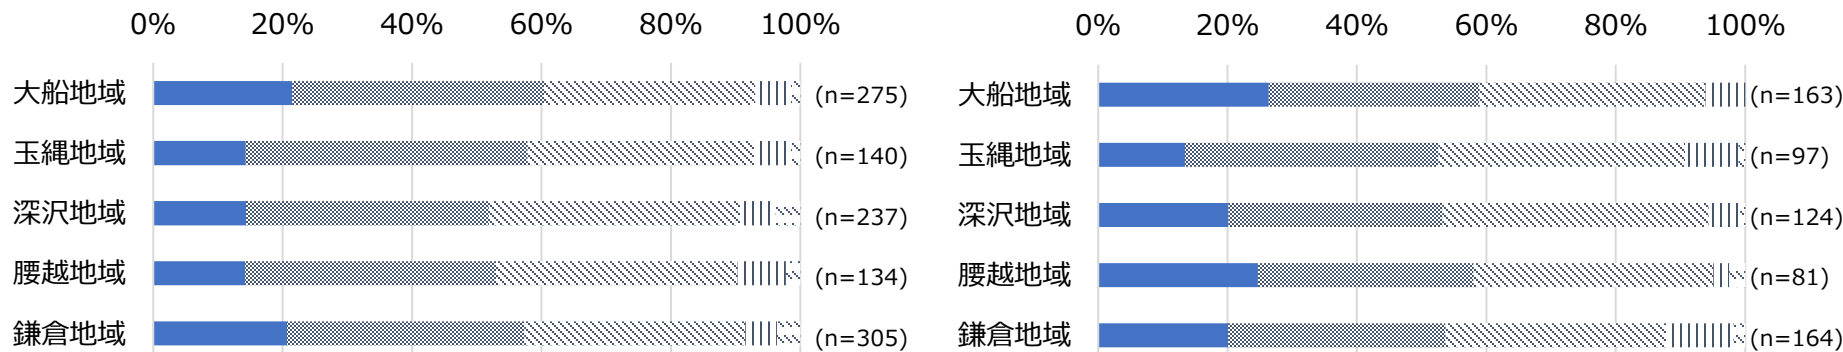 0% 20% 40% 60% 80% 100%
大船地域 (n=275)
玉縄地域 (n=140)
深沢地域 (n=237)
腰越地域 (n=134)
鎌倉地域 (n=305)
0% 20% 40% 60% 80% 100%
大船地域 (n=163)
玉縄地域 (n=97)
深沢地域 (n=124)
腰越地域 (n=81)
鎌倉地域 (n=164)